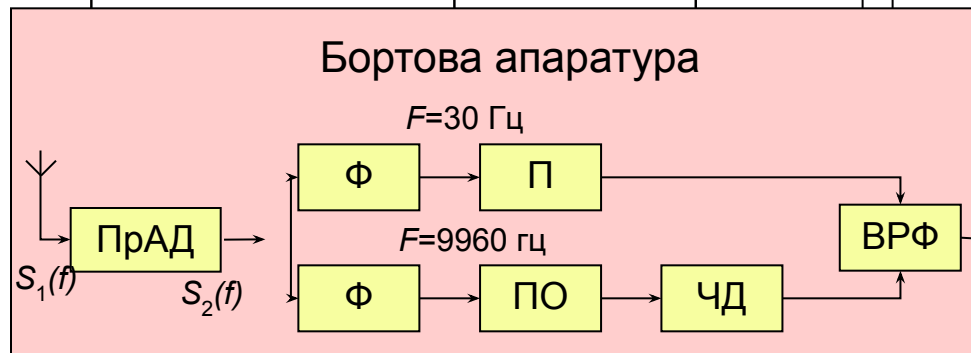 Бортова апаратура
F=30 Гц
Ф
П
ПрАД
ВРФ
F=9960 гц
S1(f)
S2(f)
Ф
ПО
ЧД